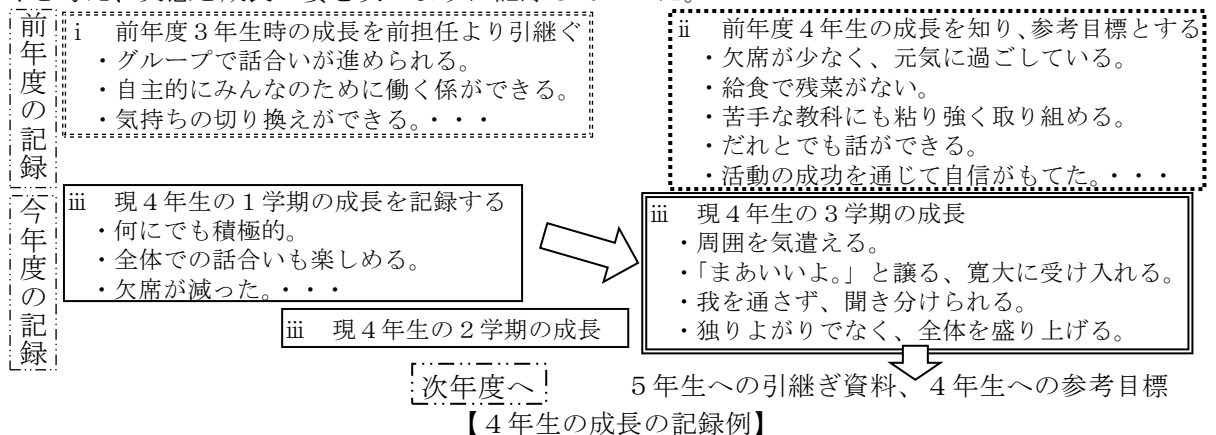 前年度の記録
ⅰ 前年度3年生時の成長を前担任より引継ぐ
・グループで話合いが進められる。
・自主的にみんなのために働く係ができる。
・気持ちの切り換えができる。・・・
ⅱ 前年度4年生の成長を知り、参考目標とする
・欠席が少なく、元気に過ごしている。
・給食で残菜がない。
・苦手な教科にも粘り強く取り組める。
・だれとでも話ができる。
・活動の成功を通じて自信がもてた。・・・
今年度の記録
ⅲ 現4年生の1学期の成長を記録する
・何にでも積極的。
・全体での話合いも楽しめる。
・欠席が減った。・・・
ⅲ 現4年生の2学期の成長
ⅲ 現4年生の3学期の成長
・周囲を気遣える。
・「まあいいよ。」と譲る、寛大に受け入れる。
・我を通さず、聞き分けられる。
・独りよがりでなく、全体を盛り上げる。
次年度へ 5年生への引継ぎ資料、4年生への参考目標
【4年生の成長の記録例】